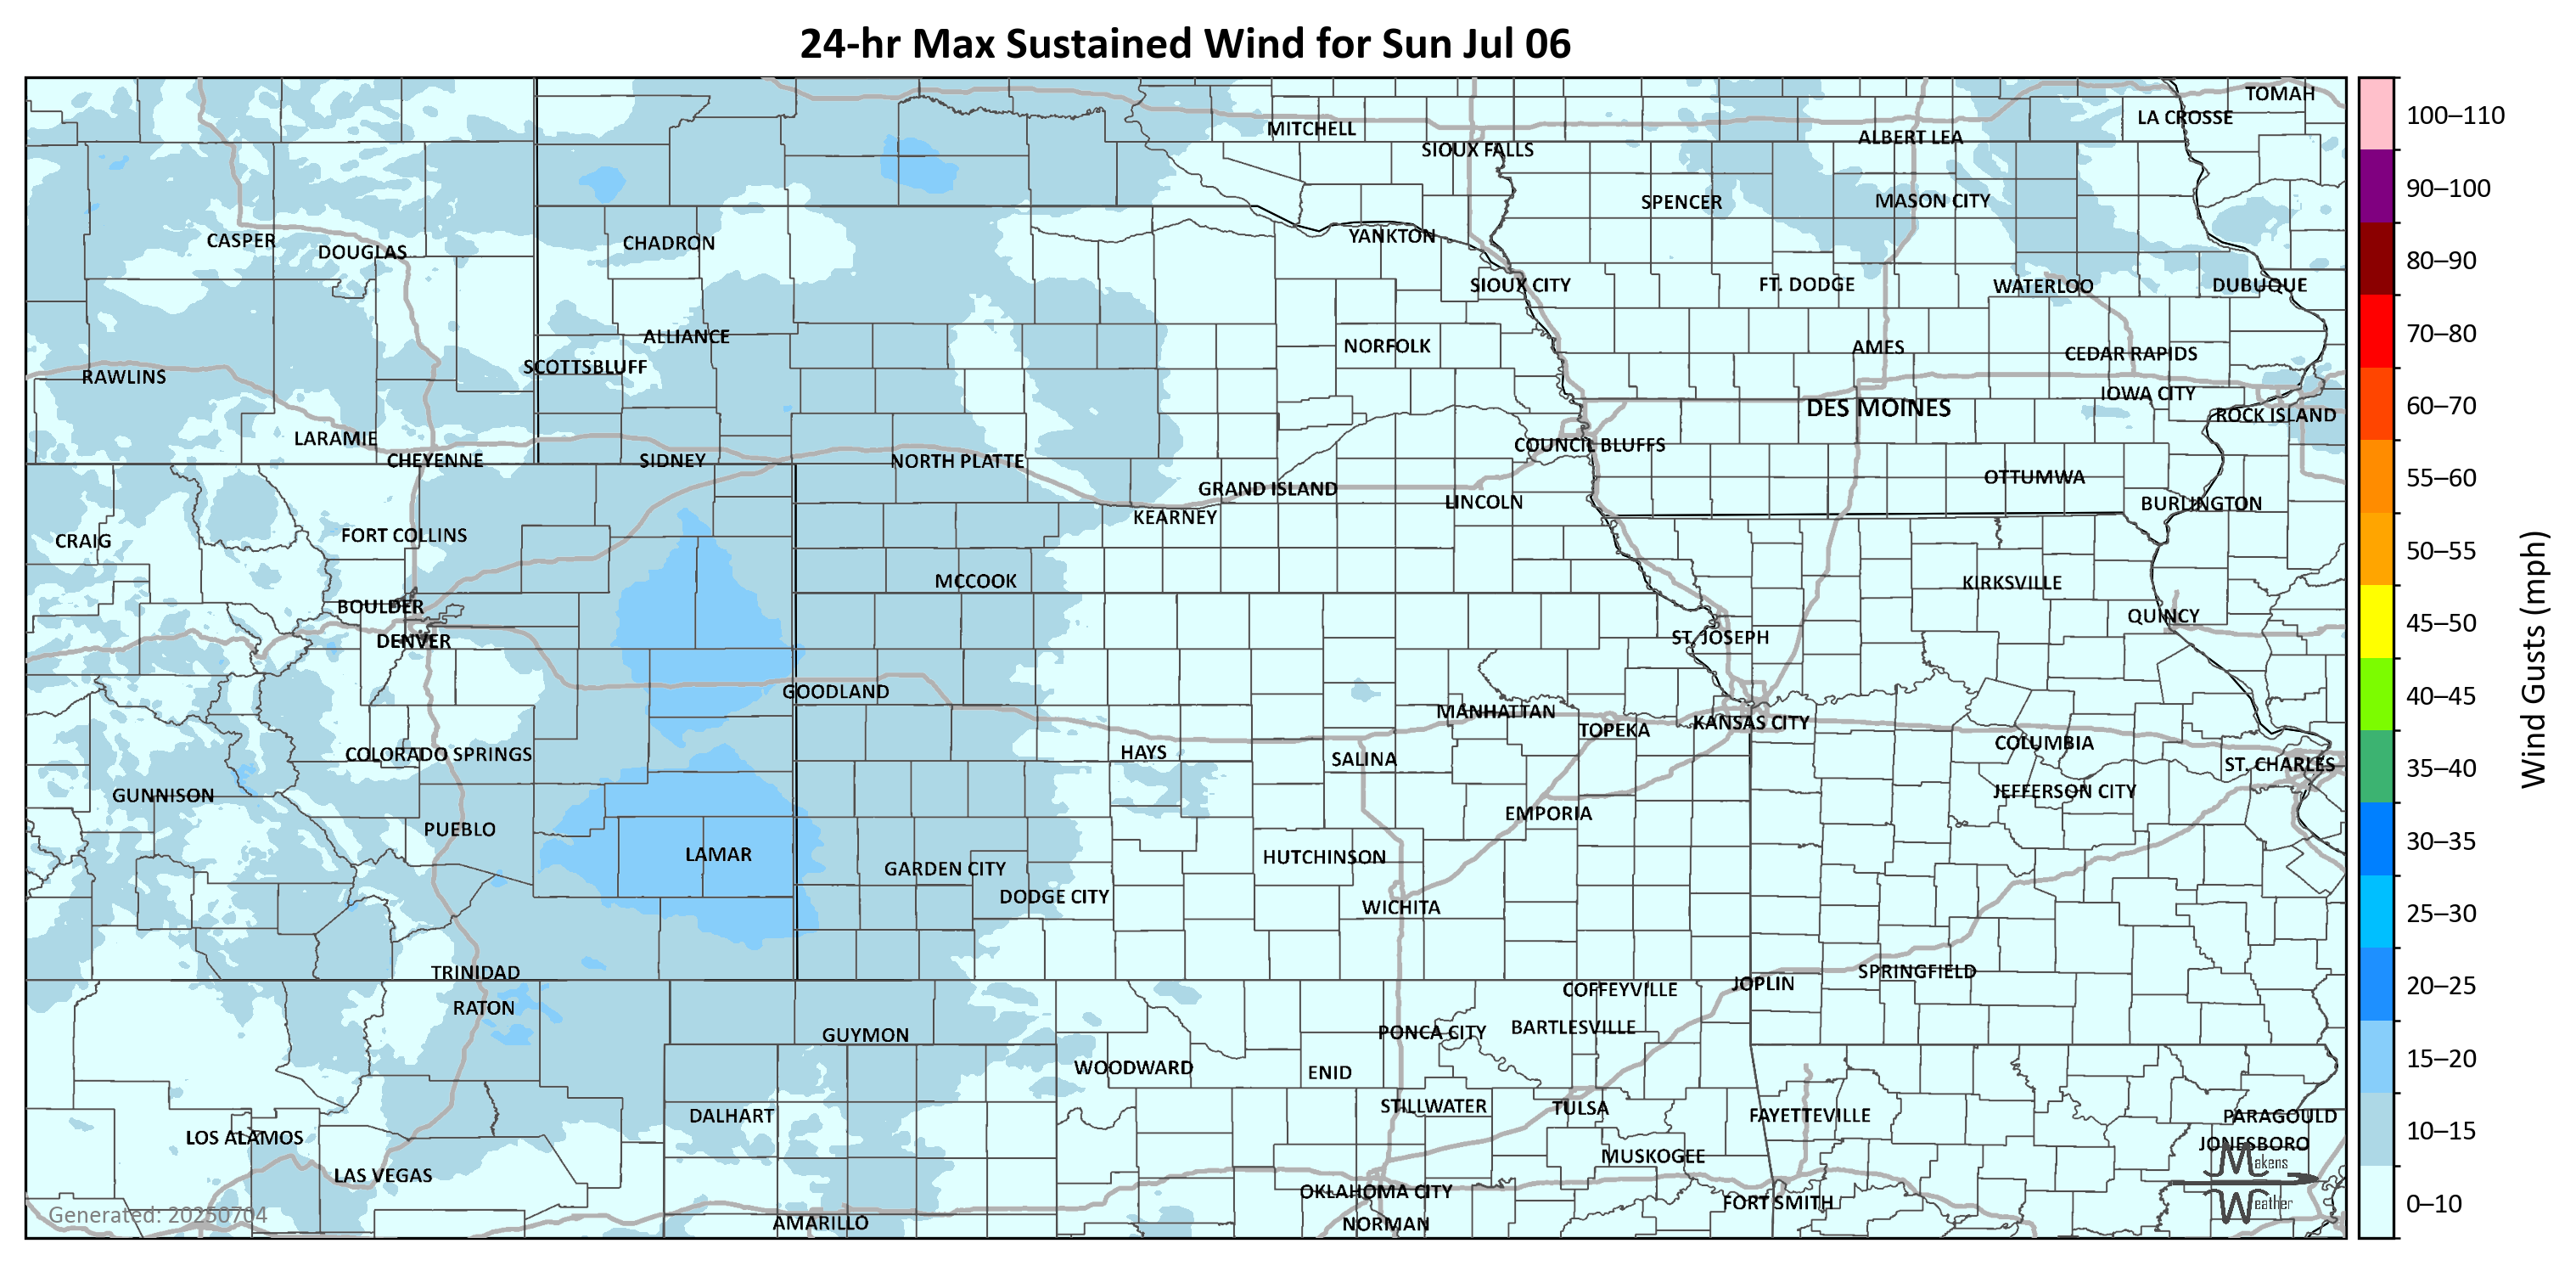 24-hr Max Sustained Wind for Sun Jul 06
TOMAH
LA CROSSE
MITCHELL
ALBERT LEA
SIOUX FALLS
SPENCER
MASON CITY
YANKTON
CASPER
CHADRON
DOUGLAS
SIOUX CITY
FT. DODGE
WATERLOO
DUBUQUE
ALLIANCE
NORFOLK
AMES
CEDAR RAPIDS
SCOTTSBLUFF
RAWLINS
IOWA CITY
DES MOINES
ROCK ISLAND
LARAMIE
COUNCIL BLUFFS
CHEYENNE
SIDNEY
NORTH PLATTE
OTTUMWA
GRAND ISLAND
LINCOLN
BURLINGTON
KEARNEY
FORT COLLINS
CRAIG
MCCOOK
KIRKSVILLE
BOULDER
QUINCY
DENVER
ST. JOSEPH
GOODLAND
MANHATTAN
TOPEKA
KANSAS CITY
COLUMBIA
COLORADO SPRINGS
HAYS
SALINA
ST. CHARLES
GUNNISON
JEFFERSON CITY
EMPORIA
PUEBLO
LAMAR
HUTCHINSON
GARDEN CITY
DODGE CITY
WICHITA
TRINIDAD
SPRINGFIELD
JOPLIN
COFFEYVILLE
RATON
BARTLESVILLE
PONCA CITY
GUYMON
WOODWARD
ENID
STILLWATER
TULSA
DALHART
FAYETTEVILLE
PARAGOULD
LOS ALAMOS
JONESBORO
MUSKOGEE
LAS VEGAS
OKLAHOMA CITY
FORT SMITH
AMARILLO
NORMAN
Makens
Weather
Generated: 20250704
100–110
90–100
80–90
70–80
60–70
55–60
50–55
45–50
40–45
35–40
30–35
25–30
20–25
15–20
10–15
0–10
Wind Gusts (mph)